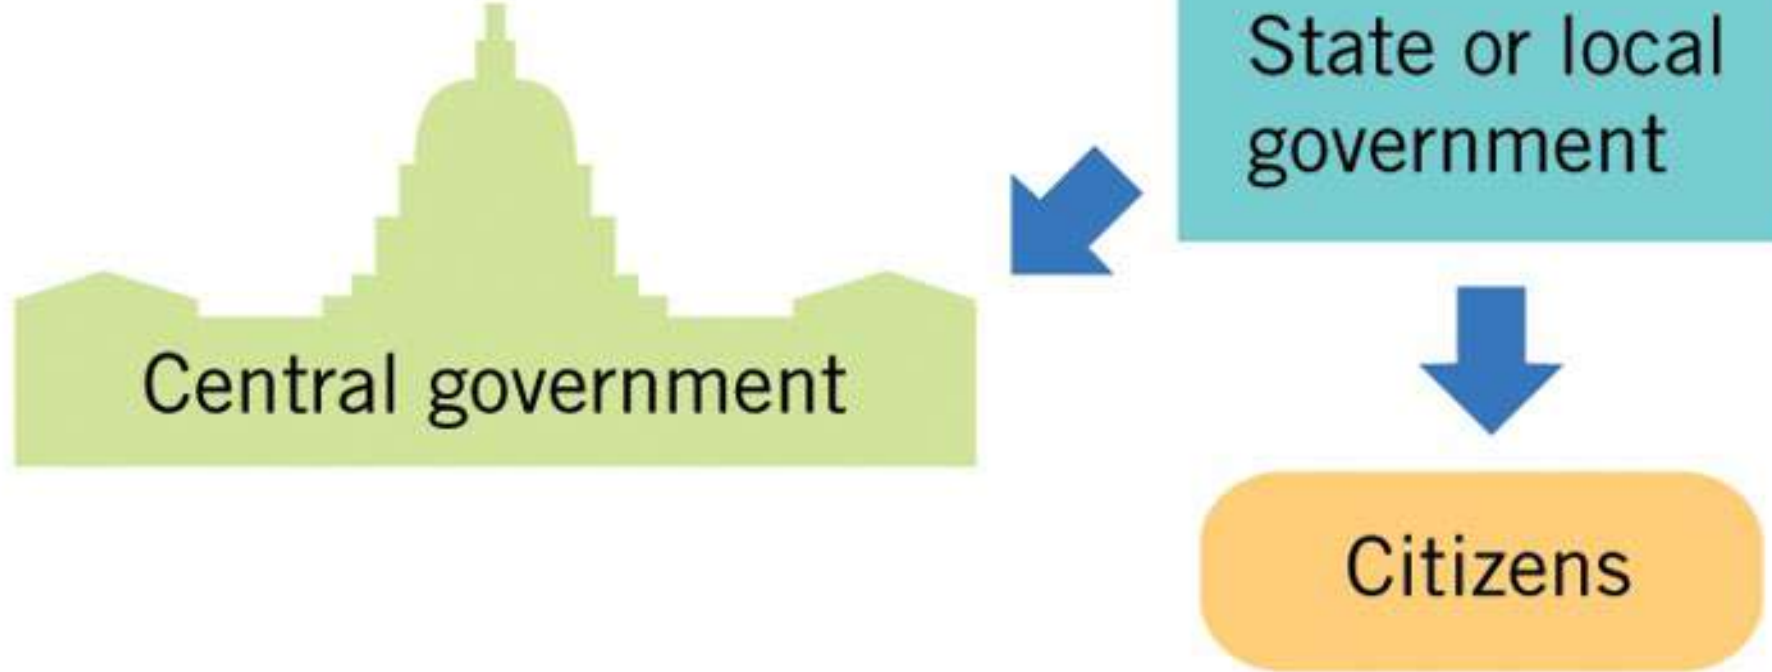 State or local
government
Central government
Citizens